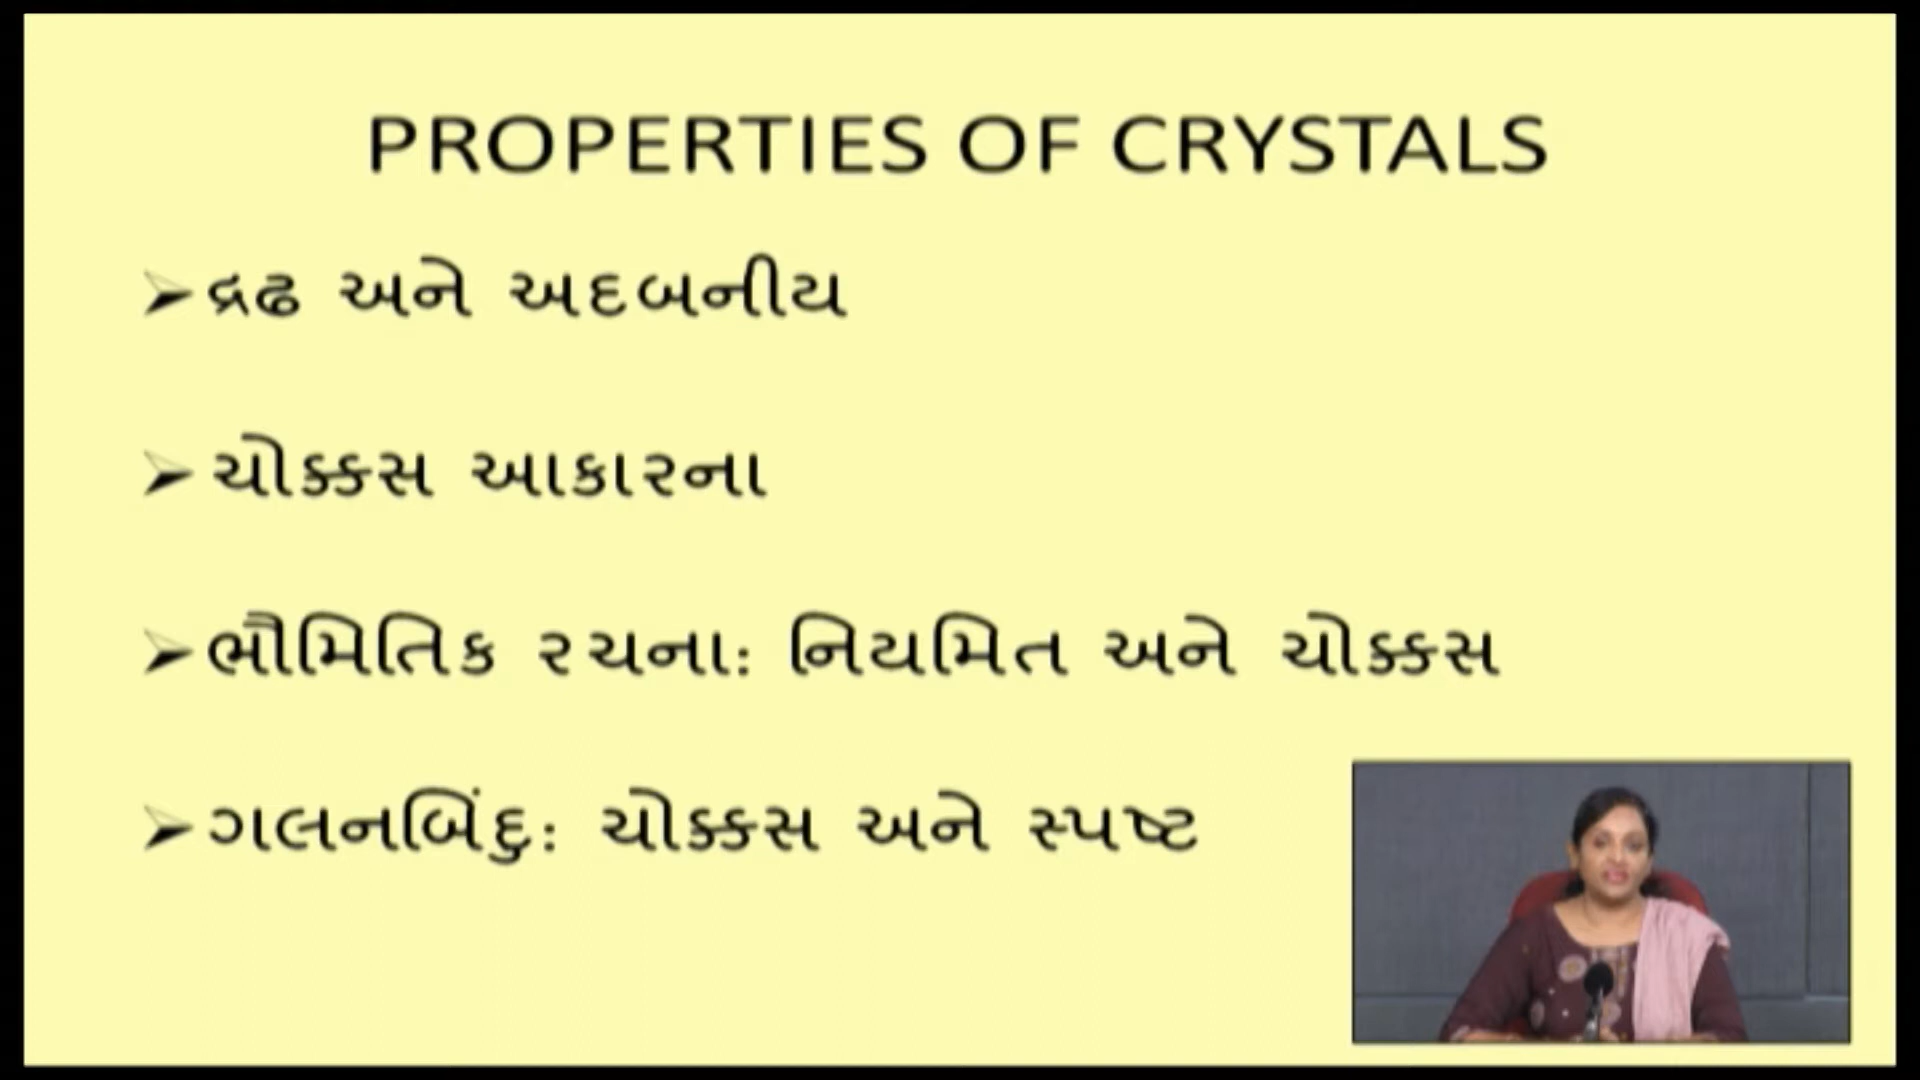 PROPERTIES OF CRYSTALS
➢દ્રઢ અને અદબનીય
➢ચોક્કસ આકારના
➢ભૌમિતિક રચના: નિયમિત અને ચોક્કસ
➢ગલનબિંદુ: ચોક્કસ અને સ્પષ્ટ